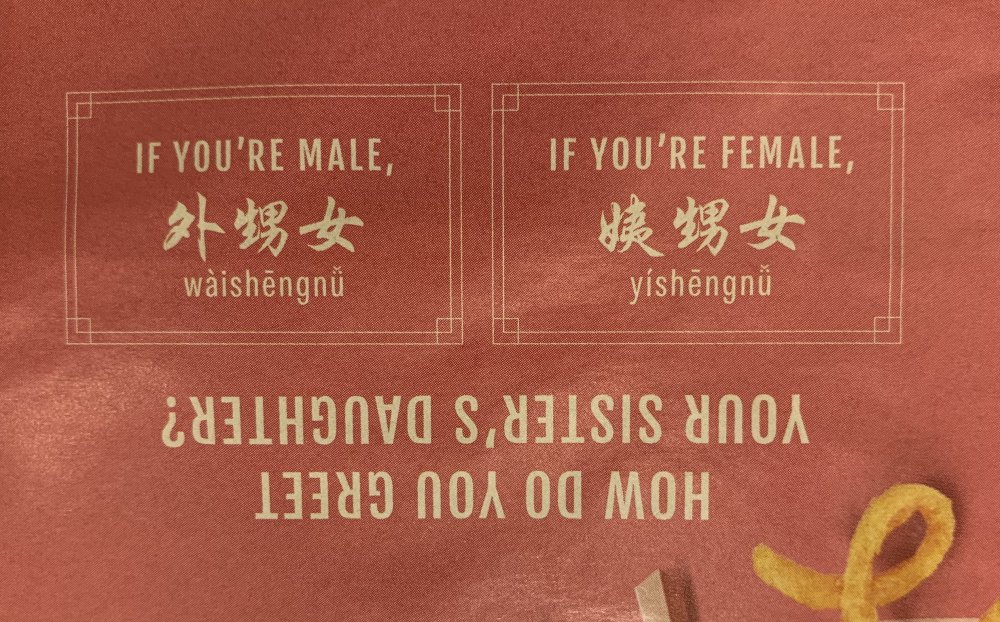 IF YOU'RE MALE,
外甥女
wàishēngnǚ
IF YOU'RE FEMALE,
姨甥女
yíshēngnǚ
HOW DO YOU GREET
YOUR SISTER'S DAUGHTER?